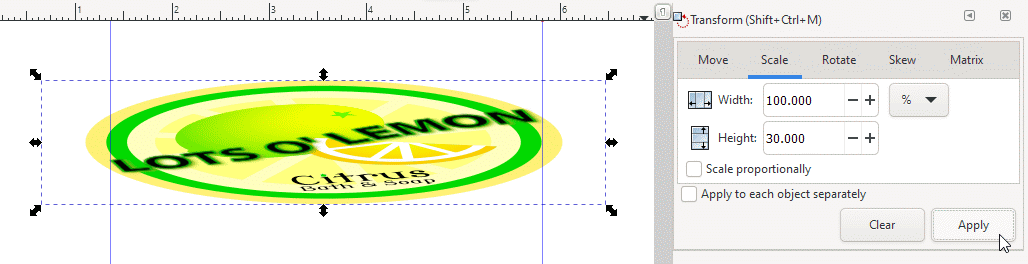 1 2 3 4 5 6
Transform (Shift+Ctrl+M)
Move Scale Rotate Skew Matrix
Width: 100.000 − + %
Height: 30.000 − +
Scale proportionally
Apply to each object separately
Clear Apply
LOTS O' LEMON
Citrus
Bath & Soap